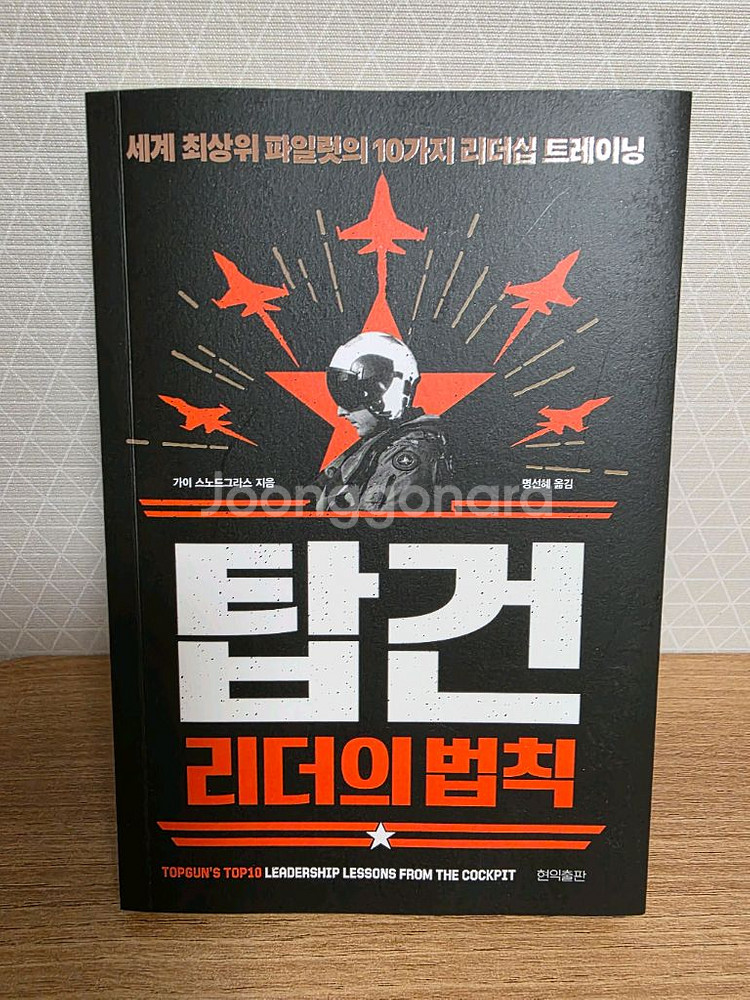 세계 최상위 파일럿의 10가지 리더십 트레이닝
가이 스노드그라스 지음
명선혜 옮김
Joonggonara
탑건
리더의 법칙
TOPGUN'S TOP10 LEADERSHIP LESSONS FROM THE COCKPIT
현익출판